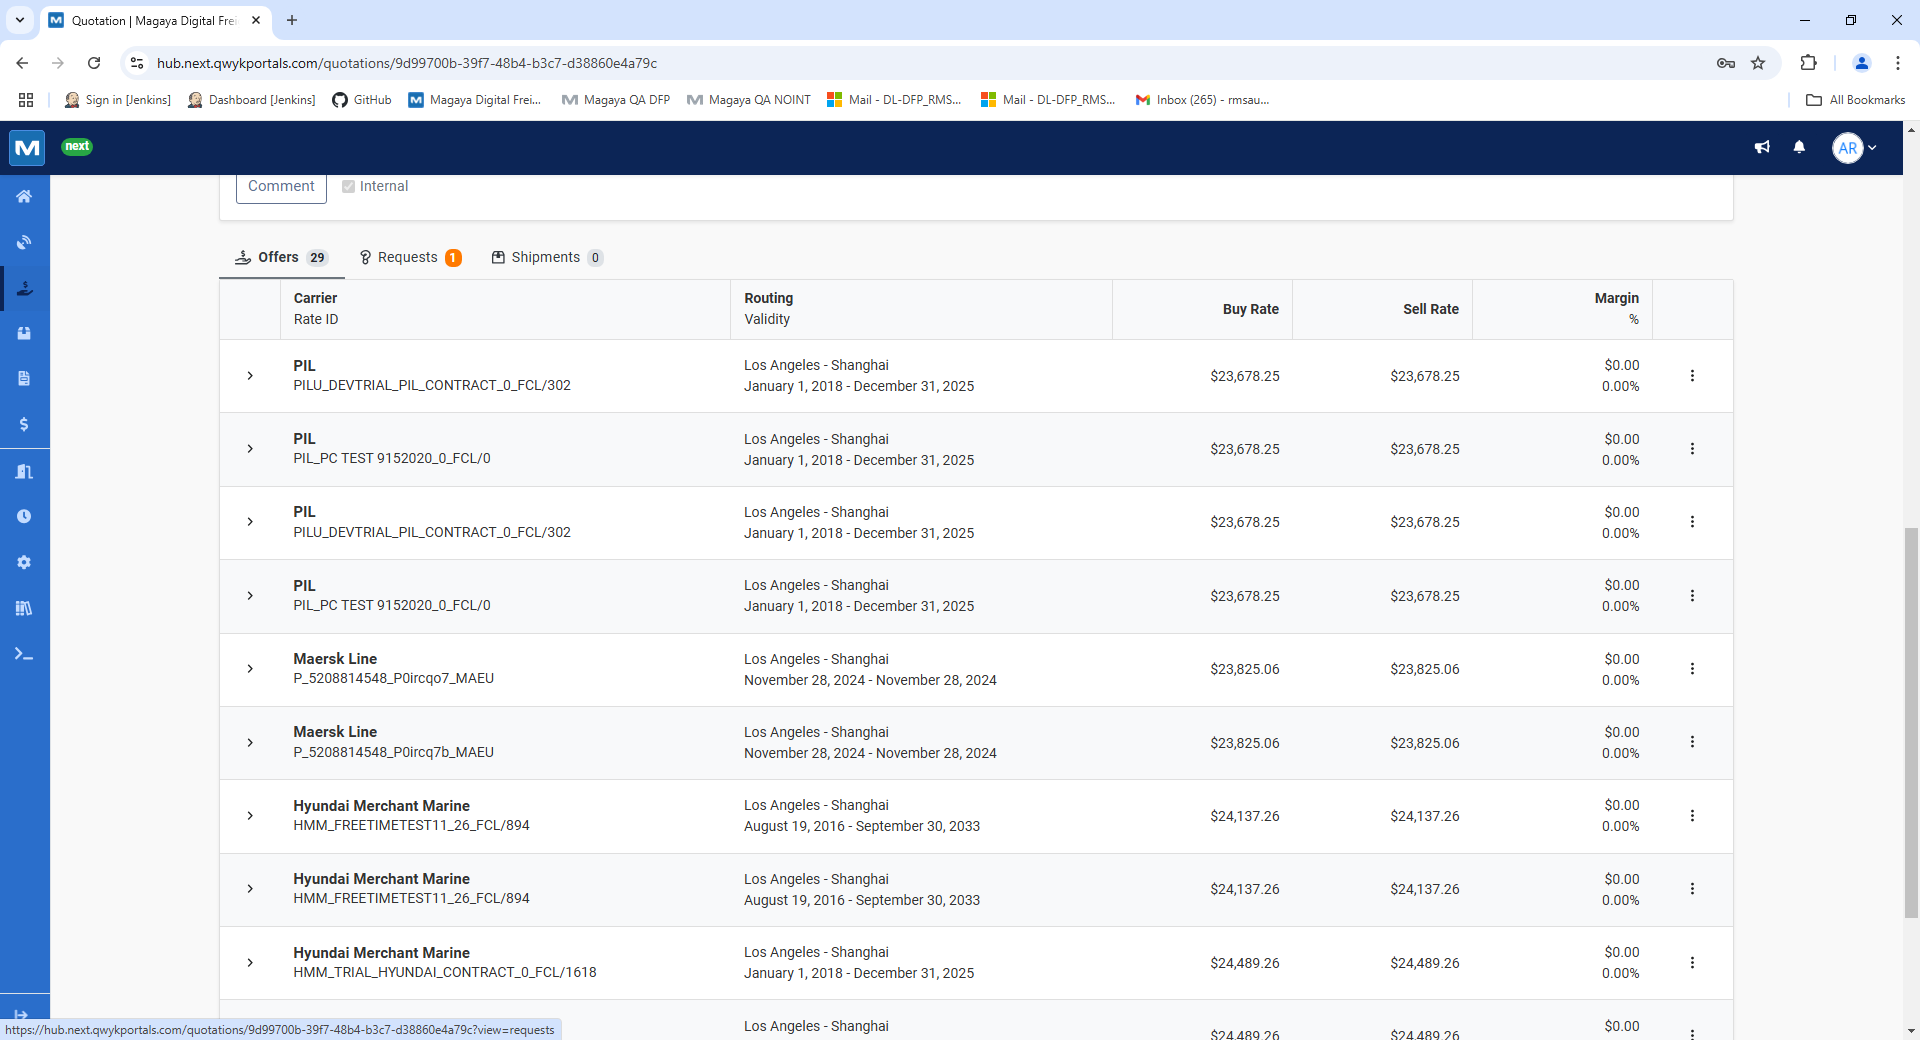 Quotation | Magaya Digital Frei
hub.next.qwykportals.com/quotations/9d99700b-39f7-48b4-b3c7-d38860e4a79c
Sign in [Jenkins]
Dashboard [Jenkins]
GitHub
Magaya Digital Frei...
Magaya QA DFP
Magaya QA NOINT
Mail - DL-DFP_RMS...
Mail - DL-DFP_RMS...
Inbox (265) - rmsau...
All Bookmarks
next
AR
Comment
Internal
Offers 29
Requests 1
Shipments 0
Carrier
Rate ID
Routing
Validity
Buy Rate
Sell Rate
Margin
%
PIL
PILU_DEVTRIAL_PIL_CONTRACT_0_FCL/302
Los Angeles - Shanghai
January 1, 2018 - December 31, 2025
$23,678.25
$23,678.25
$0.00
0.00%
PIL
PIL_PC TEST 9152020_0_FCL/0
Los Angeles - Shanghai
January 1, 2018 - December 31, 2025
$23,678.25
$23,678.25
$0.00
0.00%
PIL
PILU_DEVTRIAL_PIL_CONTRACT_0_FCL/302
Los Angeles - Shanghai
January 1, 2018 - December 31, 2025
$23,678.25
$23,678.25
$0.00
0.00%
PIL
PIL_PC TEST 9152020_0_FCL/0
Los Angeles - Shanghai
January 1, 2018 - December 31, 2025
$23,678.25
$23,678.25
$0.00
0.00%
Maersk Line
P_5208814548_P0ircqo7_MAEU
Los Angeles - Shanghai
November 28, 2024 - November 28, 2024
$23,825.06
$23,825.06
$0.00
0.00%
Maersk Line
P_5208814548_P0ircq7b_MAEU
Los Angeles - Shanghai
November 28, 2024 - November 28, 2024
$23,825.06
$23,825.06
$0.00
0.00%
Hyundai Merchant Marine
HMM_FREETIMETEST11_26_FCL/894
Los Angeles - Shanghai
August 19, 2016 - September 30, 2033
$24,137.26
$24,137.26
$0.00
0.00%
Hyundai Merchant Marine
HMM_FREETIMETEST11_26_FCL/894
Los Angeles - Shanghai
August 19, 2016 - September 30, 2033
$24,137.26
$24,137.26
$0.00
0.00%
Hyundai Merchant Marine
HMM_TRIAL_HYUNDAI_CONTRACT_0_FCL/1618
Los Angeles - Shanghai
January 1, 2018 - December 31, 2025
$24,489.26
$24,489.26
$0.00
0.00%
Los Angeles - Shanghai
$24,489.26
$24,489.26
$0.00
https://hub.next.qwykportals.com/quotations/9d99700b-39f7-48b4-b3c7-d38860e4a79c?view=requests